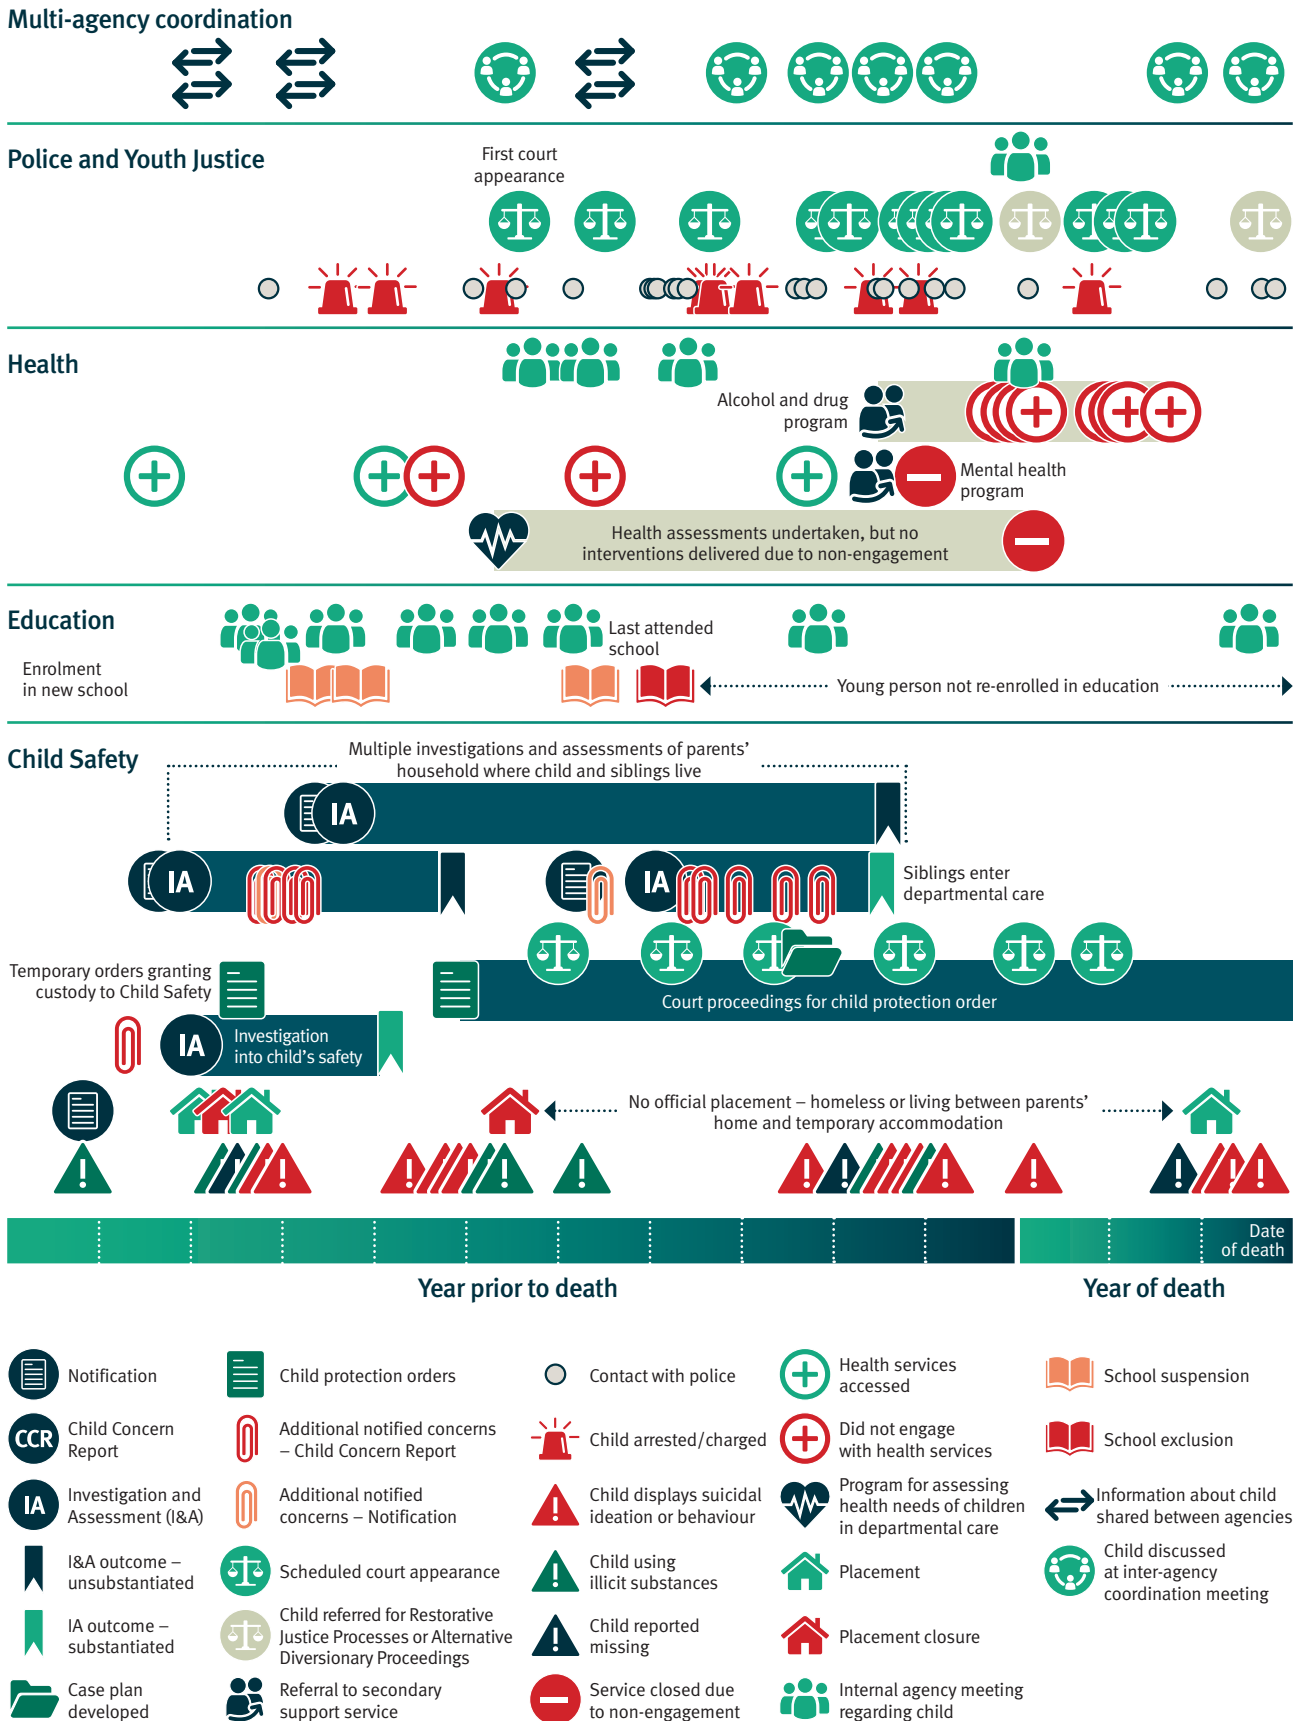 Multi-agency coordination
Police and Youth Justice
First court
appearance
Health
Alcohol and drug
program
Mental health
program
Health assessments undertaken, but no
interventions delivered due to non-engagement
Education
Last attended
school
Enrolment
in new school
Young person not re-enrolled in education
Child Safety
Multiple investigations and assessments of parents’
household where child and siblings live
IA
IA
IA
Siblings enter
departmental care
Temporary orders granting
custody to Child Safety
Court proceedings for child protection order
IA
Investigation
into child’s safety
No official placement – homeless or living between parents’
home and temporary accommodation
Date
of death
Year prior to death
Year of death
Notification
Child protection orders
Contact with police
Health services
accessed
School suspension
CCR
Child Concern
Report
Additional notified concerns
– Child Concern Report
Child arrested/charged
Did not engage
with health services
School exclusion
IA
Investigation and
Assessment (I&A)
Additional notified
concerns – Notification
Child displays suicidal
ideation or behaviour
Program for assessing
health needs of children
in departmental care
Information about child
shared between agencies
I&A outcome –
unsubstantiated
Scheduled court appearance
Child using
illicit substances
Placement
Child discussed
at inter-agency
coordination meeting
IA outcome –
substantiated
Child referred for Restorative
Justice Processes or Alternative
Diversionary Proceedings
Child reported
missing
Placement closure
Case plan
developed
Referral to secondary
support service
Service closed due
to non-engagement
Internal agency meeting
regarding child